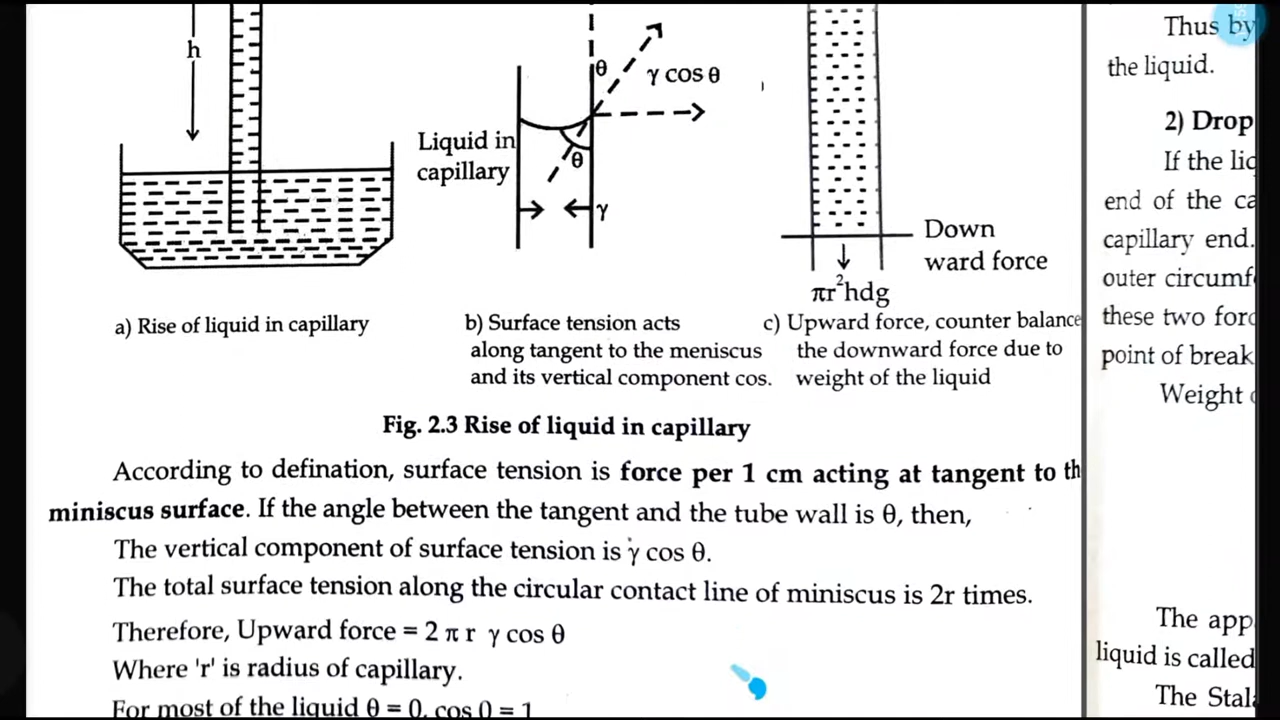 h
θ
γ cos θ
Liquid in
capillary
θ
γ
Down
ward force
πr²hdg
a) Rise of liquid in capillary
b) Surface tension acts
along tangent to the meniscus
and its vertical component cos.
c) Upward force, counter balance
the downward force due to
weight of the liquid
Fig. 2.3 Rise of liquid in capillary
According to defination, surface tension is force per 1 cm acting at tangent to th
miniscus surface. If the angle between the tangent and the tube wall is θ, then,
The vertical component of surface tension is γ cos θ.
The total surface tension along the circular contact line of miniscus is 2r times.
Therefore, Upward force = 2 π r γ cos θ
Where 'r' is radius of capillary.
For most of the liquid θ = 0, cos 0 = 1
Thus by
the liquid.
2) Drop
If the liq
end of the ca
capillary end.
outer circumf
these two forc
point of break
Weight
The app
liquid is called
The Stal